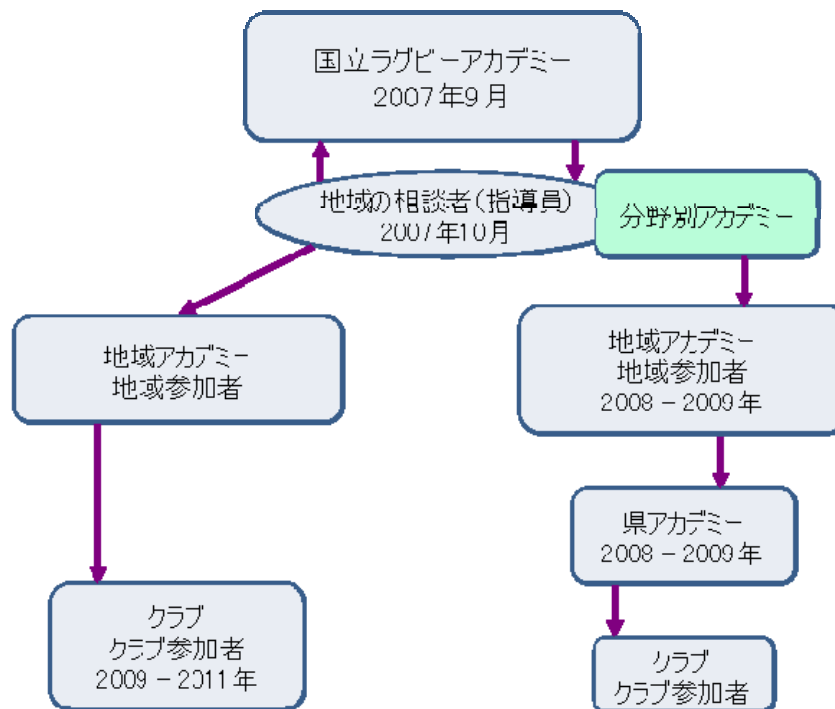 国立ラグビーアカデミー
2007年9月
地域の相談者(指導員)
2007年10月
分野別アカデミー
地域アカデミー
地域参加者
地域アカデミー
地域参加者
2008-2009年
県アカデミー
2008-2009年
クラブ
クラブ参加者
2009-2011年
クラブ
クラブ参加者